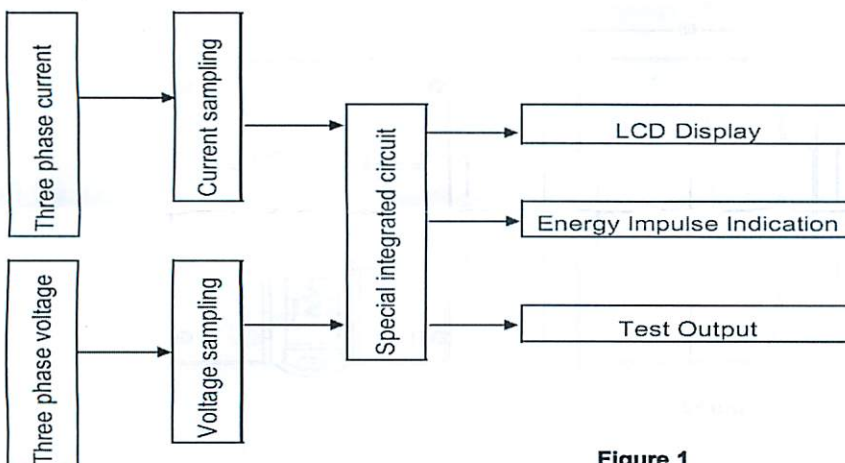 Three phase current
Current sampling
Special integrated circuit
LCD Display
Energy Impulse Indication
Three phase voltage
Voltage sampling
Test Output
Figure 1